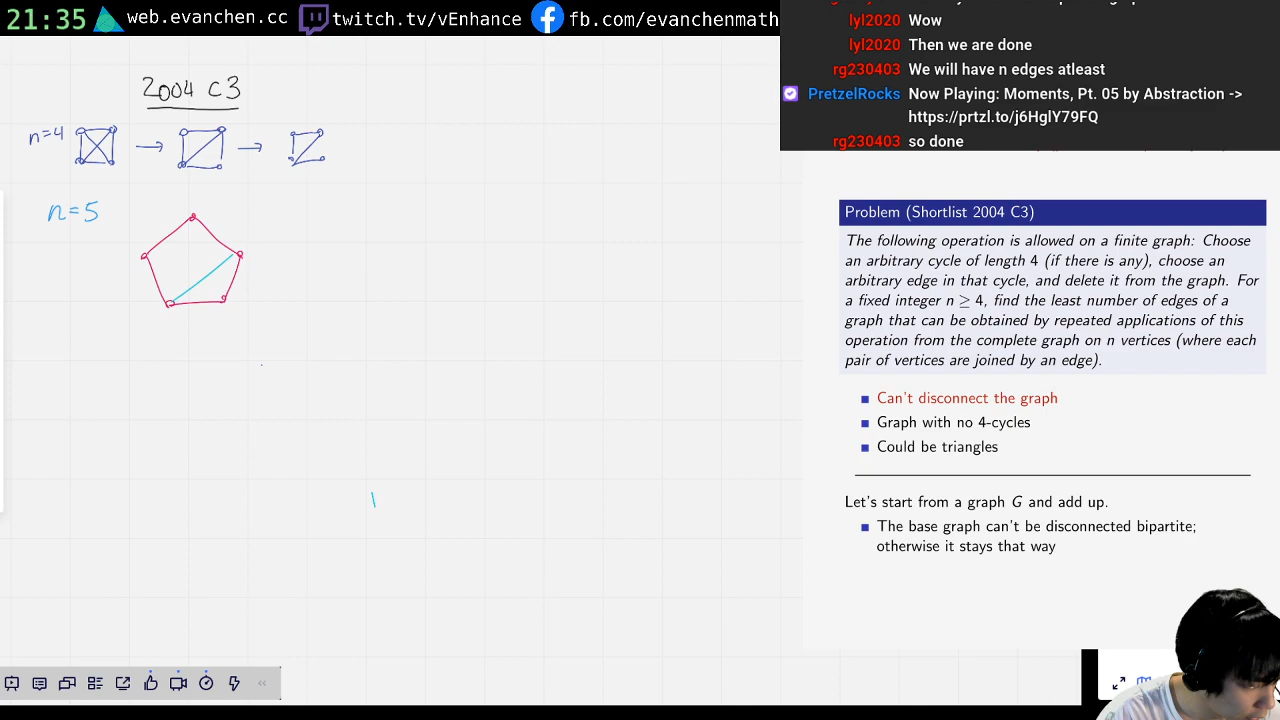 21:35 web.evanchen.cc twitch.tv/vEnhance fb.com/evanchenmath
lyl2020 Wow
lyl2020 Then we are done
rg230403 We will have n edges atleast
PretzelRocks Now Playing: Moments, Pt. 05 by Abstraction ->
https://prtzl.to/j6HglY79FQ
rg230403 so done
2004 C3
n=4
n=5
Problem (Shortlist 2004 C3)
The following operation is allowed on a finite graph: Choose
an arbitrary cycle of length 4 (if there is any), choose an
arbitrary edge in that cycle, and delete it from the graph. For
a fixed integer n ≥ 4, find the least number of edges of a
graph that can be obtained by repeated applications of this
operation from the complete graph on n vertices (where each
pair of vertices are joined by an edge).
Can't disconnect the graph
Graph with no 4-cycles
Could be triangles
Let's start from a graph G and add up.
The base graph can't be disconnected bipartite;
otherwise it stays that way